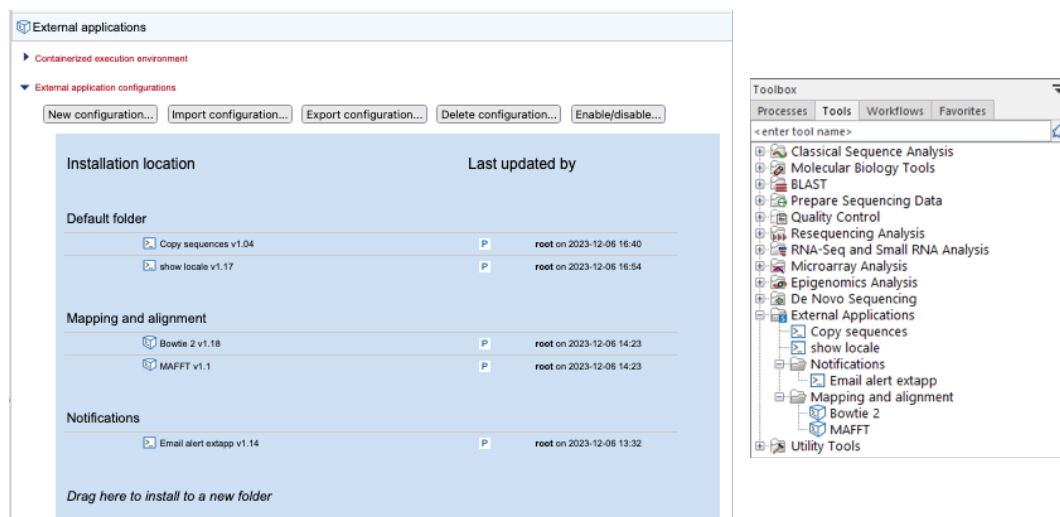 External applications
Containerized execution environment
External application configurations
New configuration... Import configuration... Export configuration... Delete configuration... Enable/disable...
Installation location Last updated by
Default folder
Copy sequences v1.04 P root on 2023-12-06 16:40
show locale v1.17 P root on 2023-12-06 16:54
Mapping and alignment
Bowtie 2 v1.18 P root on 2023-12-06 14:23
MAFFT v1.1 P root on 2023-12-06 14:23
Notifications
Email alert extapp v1.14 P root on 2023-12-06 13:32
Drag here to install to a new folder
Toolbox
Processes Tools Workflows Favorites
<enter tool name>
Classical Sequence Analysis
Molecular Biology Tools
BLAST
Prepare Sequencing Data
Quality Control
Resequencing Analysis
RNA-Seq and Small RNA Analysis
Microarray Analysis
Epigenomics Analysis
De Novo Sequencing
External Applications
Copy sequences
show locale
Notifications
Email alert extapp
Mapping and alignment
Bowtie 2
MAFFT
Utility Tools